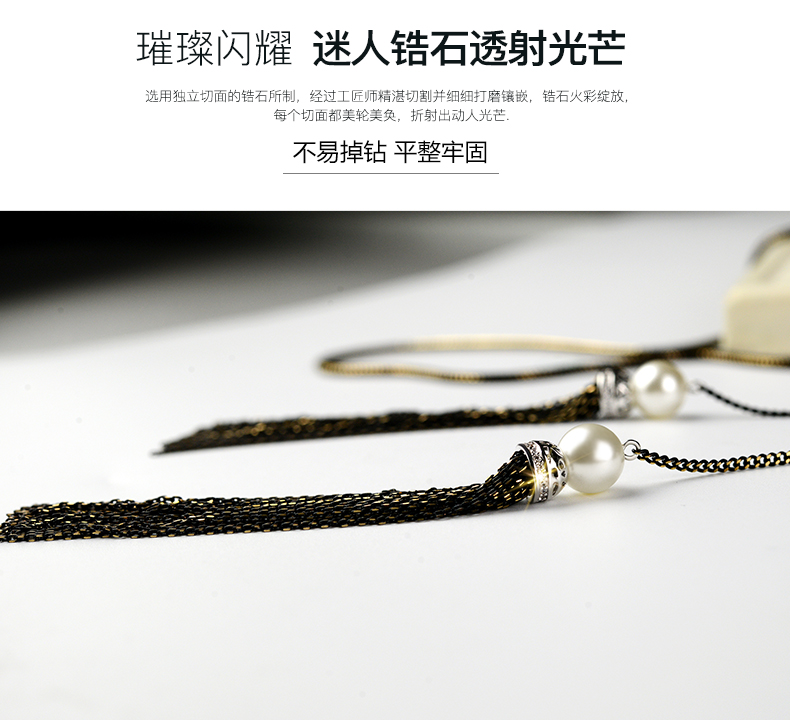 璀璨闪耀 迷人锆石透射光芒
选用独立切面的锆石所制，经过工匠师精湛切割并细细打磨镶嵌，锆石火彩绽放，
每个切面都美轮美奂，折射出动人光芒.
不易掉钻 平整牢固